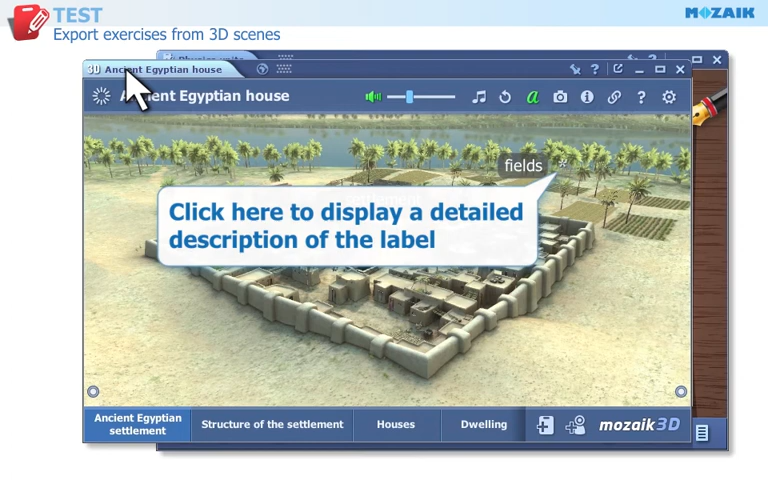 TEST
Export exercises from 3D scenes
MOZAIK
3D Ancient Egyptian house
Ancient Egyptian house
fields
Click here to display a detailed
description of the label
Ancient Egyptian
settlement
Structure of the settlement
Houses
Dwelling
mozaik3D